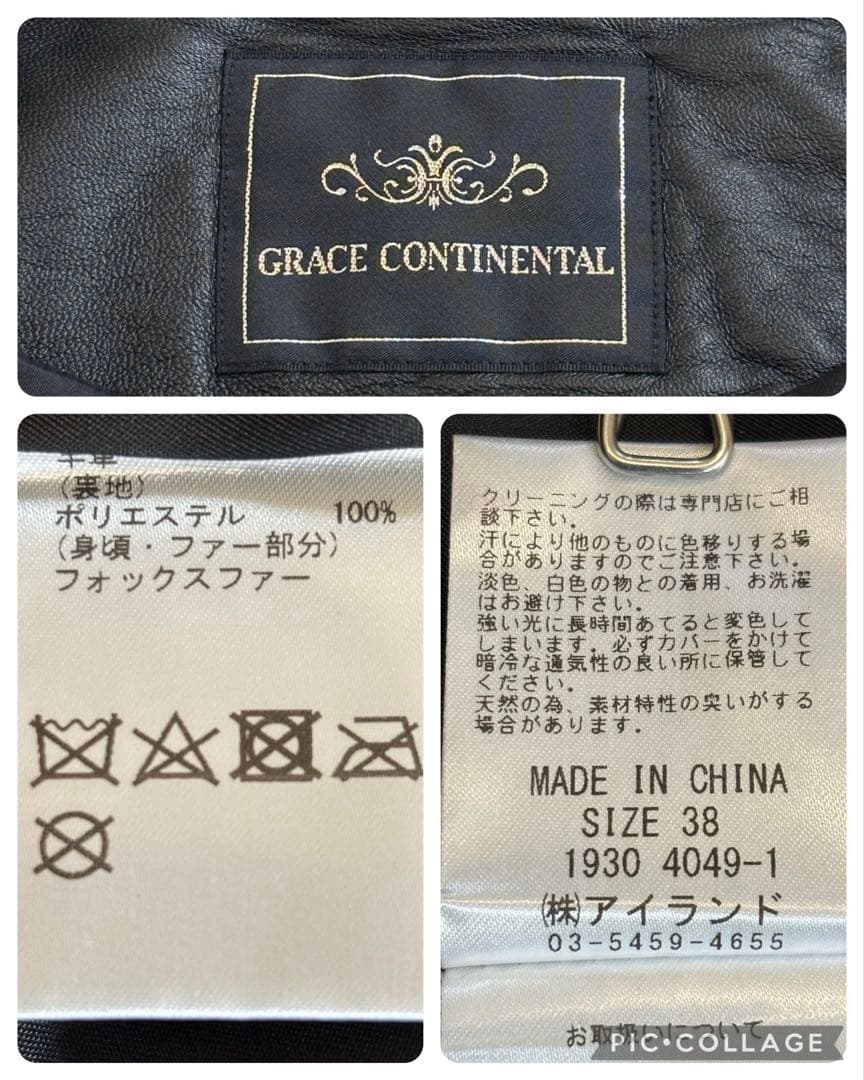 GRACE CONTINENTAL
(裏地)
ポリエステル 100%
(身頃・ファー部分)
フォックスファー
クリーニングの際は専門店にご相
談下さい。
汗により他のものに色移りする場
合がありますのでご注意下さい。
淡色、白色の物との着用、お洗濯
はお避け下さい。
強い光に長時間あてると変色して
しまいます。必ずカバーをかけて
暗冷な通気性の良い所に保管して
ください。
天然の為、素材特性の臭いがする
場合があります。
MADE IN CHINA
SIZE 38
1930 4049-1
㈱アイランド
03-5459-4655
お取扱いについて
PIC•COLLAGE